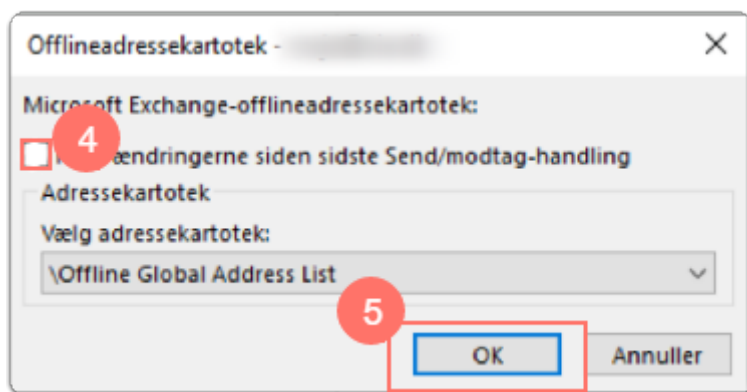 Offlineadressekartotek -
Microsoft Exchange-offlineadressekartotek:
4
ændringerne siden sidste Send/modtag-handling
Adressekartotek
Vælg adressekartotek:
\Offline Global Address List
5
OK
Annuller